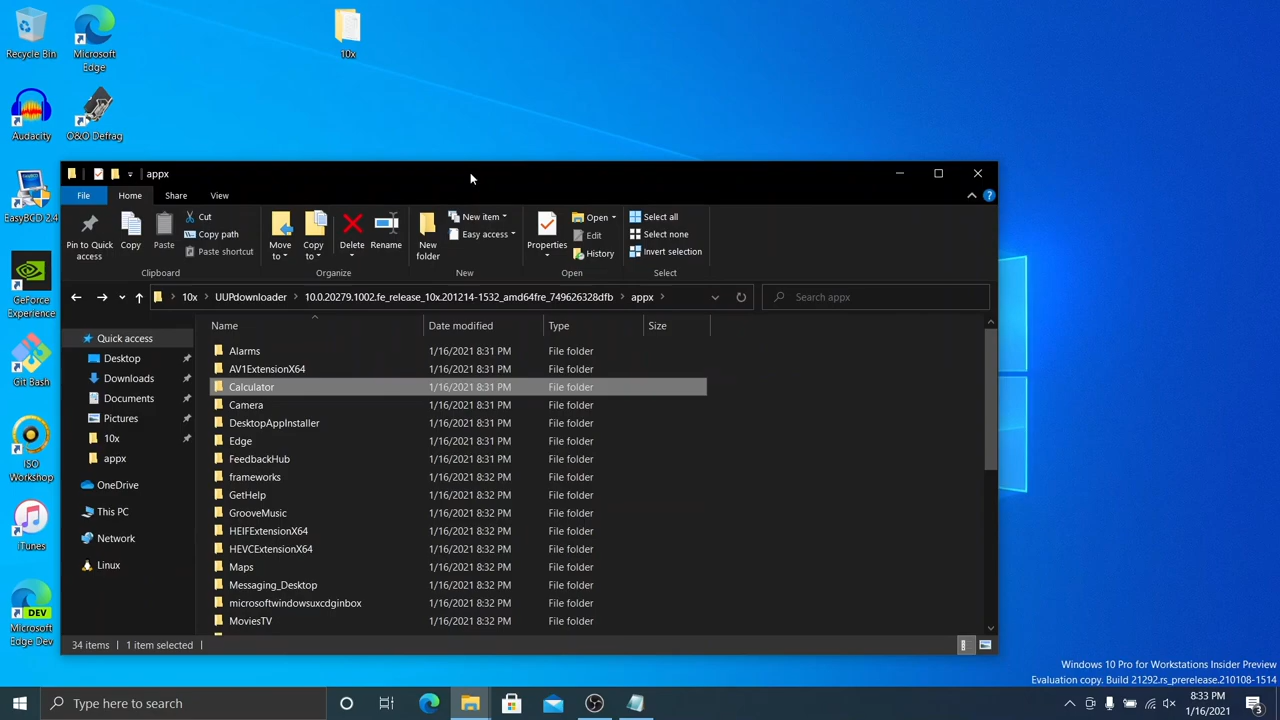 Recycle Bin
Microsoft Edge
10x
Audacity
O&O Defrag
EasyBCD 2.4
GeForce Experience
Git Bash
ISO Workshop
iTunes
DEV
Microsoft Edge Dev
appx
File Home Share View
Pin to Quick access
Copy
Paste
Cut
Copy path
Paste shortcut
Clipboard
Move to
Copy to
Delete
Rename
Organize
New folder
New item
Easy access
New
Properties
Open
Edit
History
Open
Select all
Select none
Invert selection
Select
10x > UUPdownloader > 10.0.20279.1002.fe_release_10x.201214-1532_amd64fre_749626328dfb > appx >
Search appx
Quick access
Desktop
Downloads
Documents
Pictures
10x
appx
OneDrive
This PC
Network
Linux
Name Date modified Type Size
Alarms 1/16/2021 8:31 PM File folder
AV1ExtensionX64 1/16/2021 8:31 PM File folder
Calculator 1/16/2021 8:31 PM File folder
Camera 1/16/2021 8:31 PM File folder
DesktopAppInstaller 1/16/2021 8:31 PM File folder
Edge 1/16/2021 8:31 PM File folder
FeedbackHub 1/16/2021 8:31 PM File folder
frameworks 1/16/2021 8:32 PM File folder
GetHelp 1/16/2021 8:32 PM File folder
GrooveMusic 1/16/2021 8:32 PM File folder
HEIFExtensionX64 1/16/2021 8:32 PM File folder
HEVCExtensionX64 1/16/2021 8:32 PM File folder
Maps 1/16/2021 8:32 PM File folder
Messaging_Desktop 1/16/2021 8:32 PM File folder
microsoftwindowsuxcdginbox 1/16/2021 8:32 PM File folder
MoviesTV 1/16/2021 8:32 PM File folder
34 items 1 item selected
Windows 10 Pro for Workstations Insider Preview
Evaluation copy. Build 21292.rs_prerelease.210108-1514
Type here to search
8:33 PM
1/16/2021
3